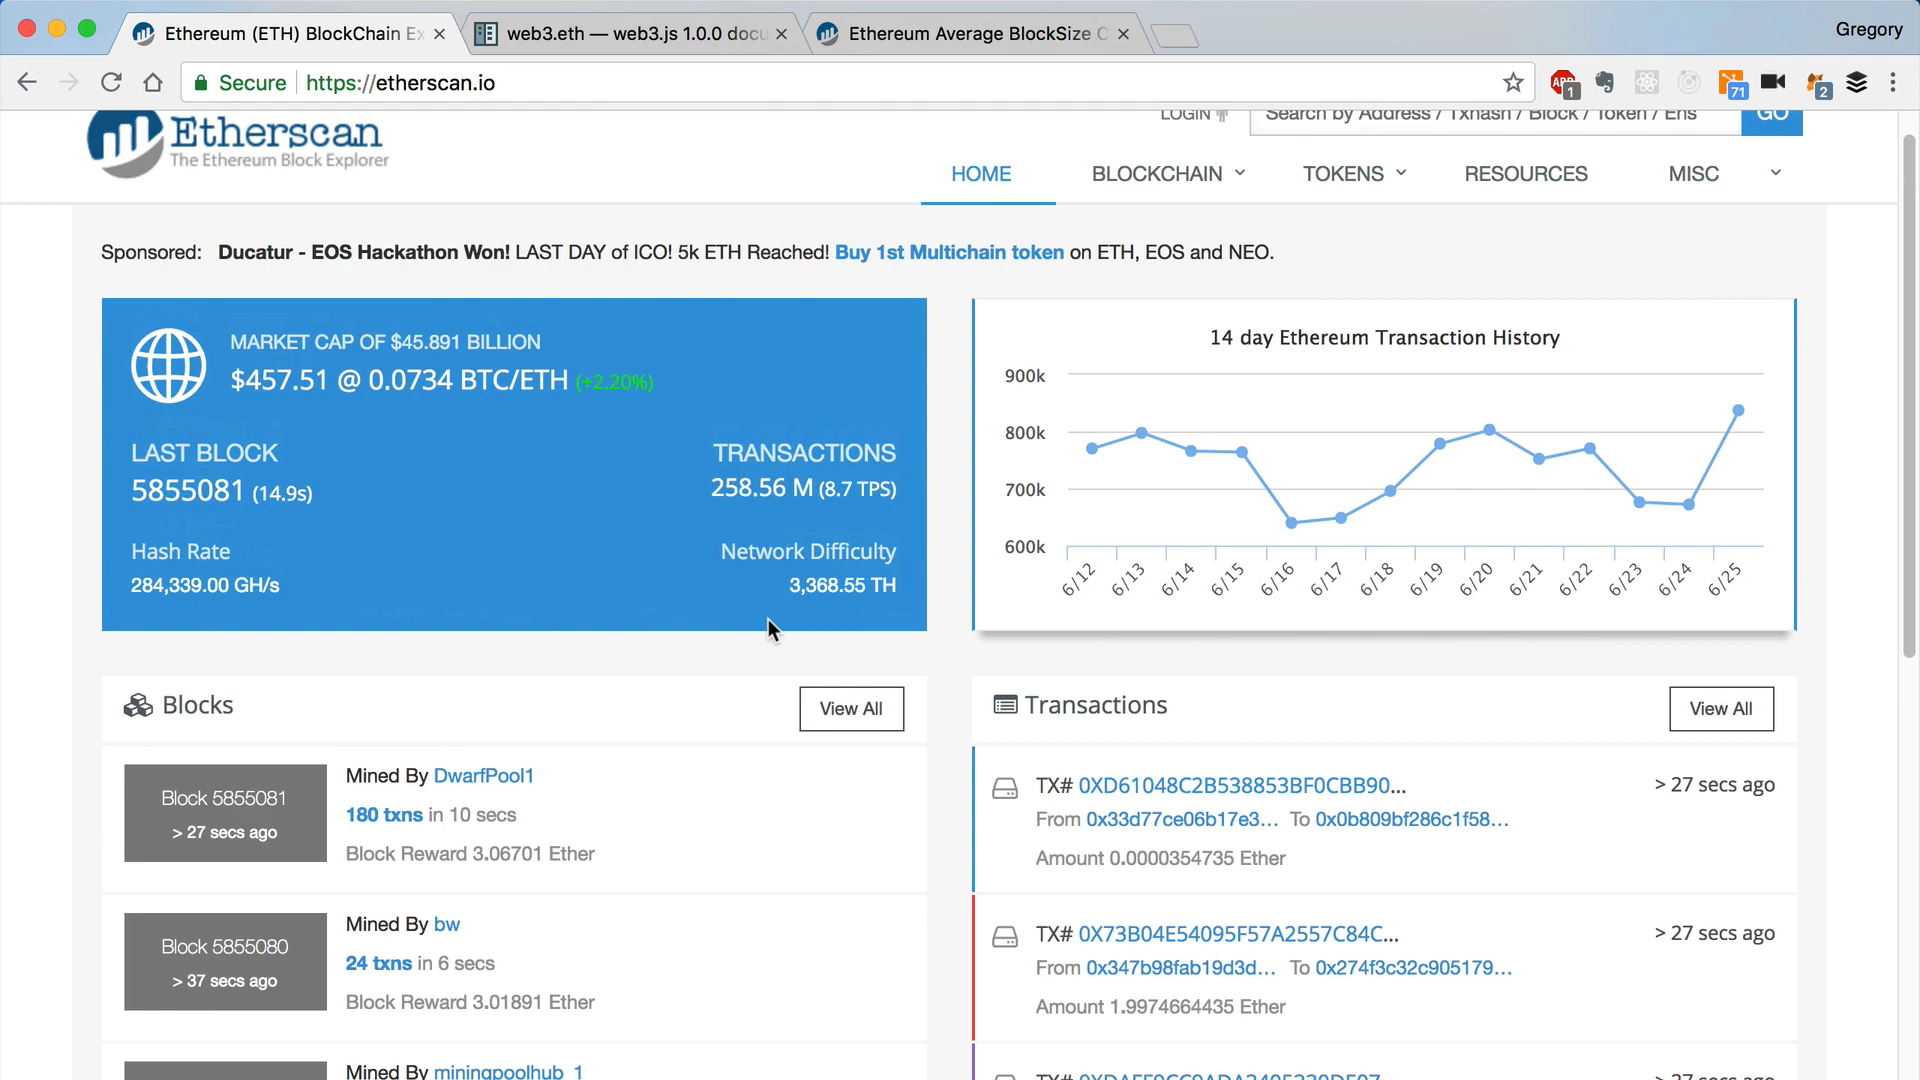 Ethereum (ETH) BlockChain Ex
web3.eth — web3.js 1.0.0 docu
Ethereum Average BlockSize C
Gregory
Secure
https://etherscan.io
1
71
2
Etherscan
The Ethereum Block Explorer
LOGIN
Search by Address / Txhash / Block / Token / Ens
GO
HOME
BLOCKCHAIN
TOKENS
RESOURCES
MISC
Sponsored: Ducatur - EOS Hackathon Won! LAST DAY of ICO! 5k ETH Reached! Buy 1st Multichain token on ETH, EOS and NEO.
MARKET CAP OF $45.891 BILLION
$457.51 @ 0.0734 BTC/ETH (+2.20%)
LAST BLOCK
5855081 (14.9s)
TRANSACTIONS
258.56 M (8.7 TPS)
Hash Rate
284,339.00 GH/s
Network Difficulty
3,368.55 TH
14 day Ethereum Transaction History
900k
800k
700k
600k
6/12
6/13
6/14
6/15
6/16
6/17
6/18
6/19
6/20
6/21
6/22
6/23
6/24
6/25
Blocks
View All
Block 5855081
> 27 secs ago
Mined By DwarfPool1
180 txns in 10 secs
Block Reward 3.06701 Ether
Block 5855080
> 37 secs ago
Mined By bw
24 txns in 6 secs
Block Reward 3.01891 Ether
Mined By miningpoolhub_1
Transactions
View All
TX# 0XD61048C2B538853BF0CBB90...
> 27 secs ago
From 0x33d77ce06b17e3... To 0x0b809bf286c1f58...
Amount 0.0000354735 Ether
TX# 0X73B04E54095F57A2557C84C...
> 27 secs ago
From 0x347b98fab19d3d... To 0x274f3c32c905179...
Amount 1.9974664435 Ether
TX#
> 27 secs ago